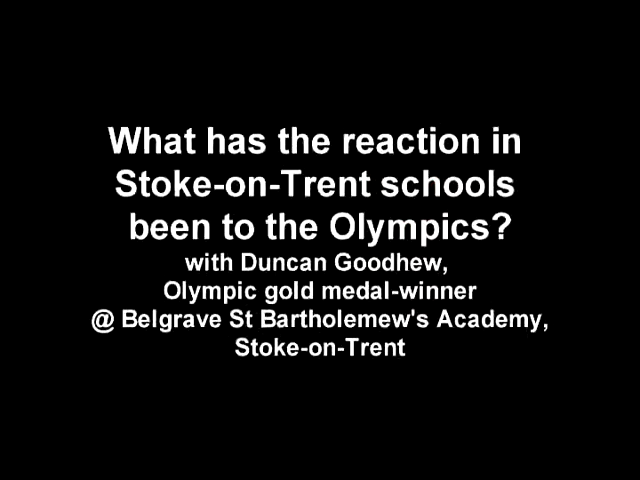 What has the reaction in
Stoke-on-Trent schools
been to the Olympics?
with Duncan Goodhew,
Olympic gold medal-winner
@ Belgrave St Bartholemew's Academy,
Stoke-on-Trent